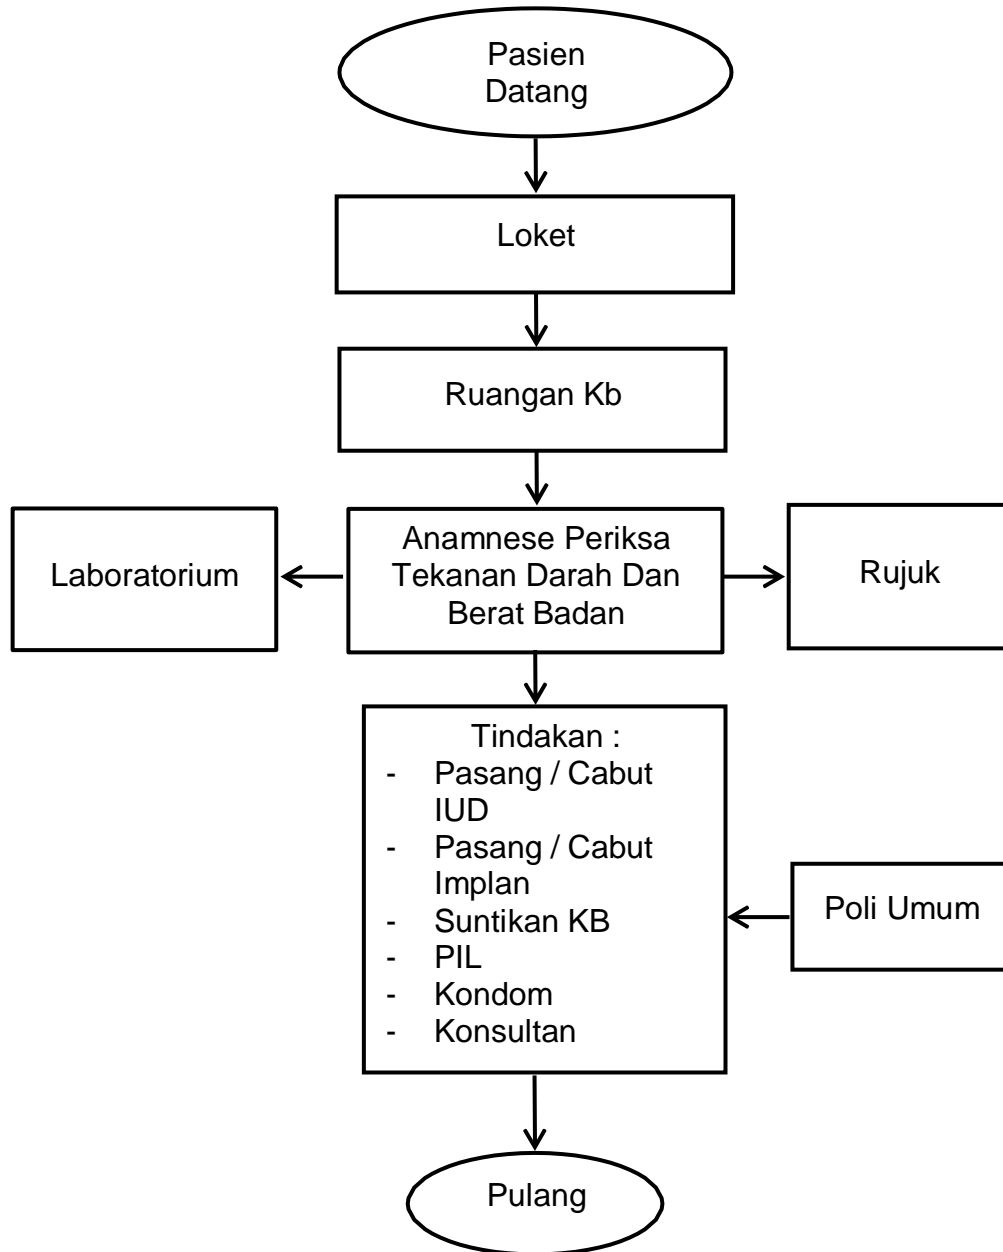 Pasien
Datang
Loket
Ruangan Kb
Laboratorium
Anamnese Periksa
Tekanan Darah Dan
Berat Badan
Rujuk
Tindakan :
- Pasang / Cabut
IUD
- Pasang / Cabut
Implan
- Suntikan KB
- PIL
- Kondom
- Konsultan
Poli Umum
Pulang